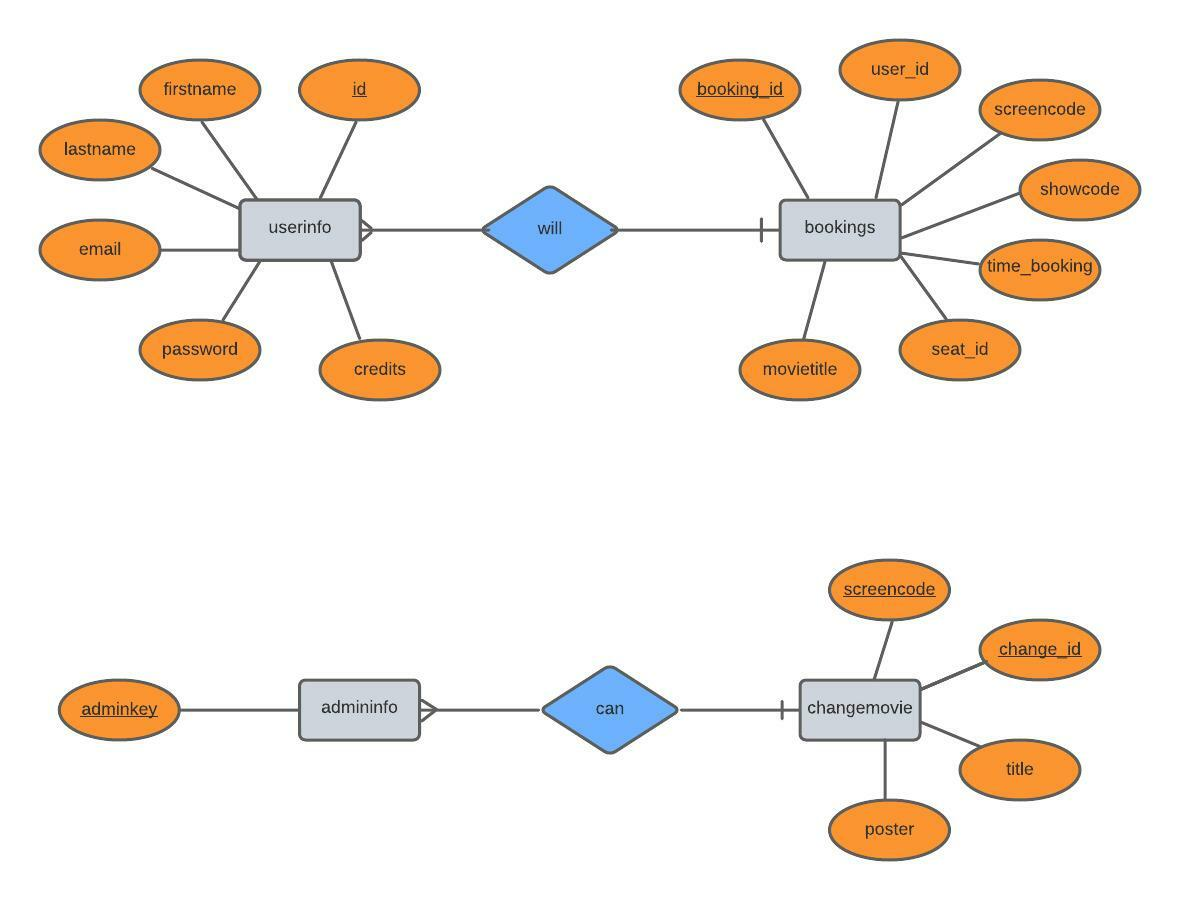 firstname
id
lastname
userinfo
email
password
credits
will
booking_id
user_id
screencode
showcode
bookings
time_booking
seat_id
movietitle
adminkey
admininfo
can
screencode
change_id
changemovie
title
poster